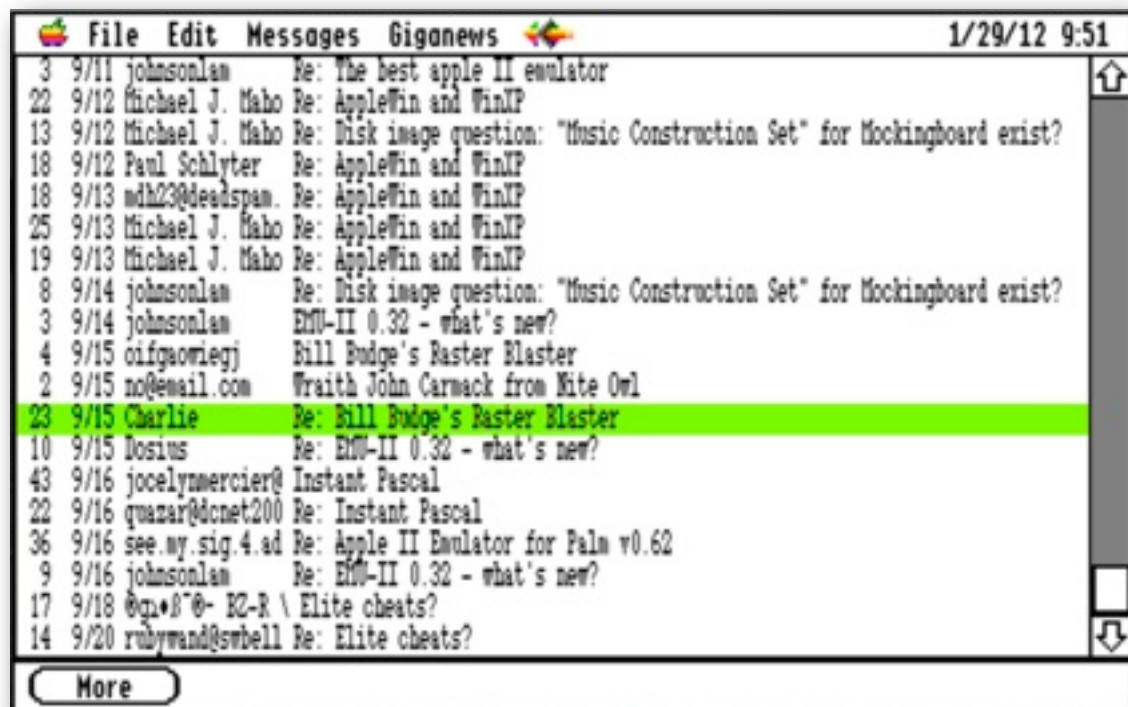 File Edit Messages Giganews 1/29/12 9:51
3 9/11 johnsonlam Re: The best apple II emulator
22 9/12 Michael J. Maho Re: AppleWin and WinXP
13 9/12 Michael J. Maho Re: Disk image question: "Music Construction Set" for Mockingboard exist?
18 9/12 Paul Schlyter Re: AppleWin and WinXP
18 9/13 mdh23@deadspam. Re: AppleWin and WinXP
25 9/13 Michael J. Maho Re: AppleWin and WinXP
19 9/13 Michael J. Maho Re: AppleWin and WinXP
8 9/14 johnsonlam Re: Disk image question: "Music Construction Set" for Mockingboard exist?
3 9/14 johnsonlam EMU-II 0.32 - what's new?
4 9/15 oifgaowiegj Bill Budge's Raster Blaster
2 9/15 no@email.com Wraith John Carmack from Nite Owl
23 9/15 Charlie Re: Bill Budge's Raster Blaster
10 9/15 Dosius Re: EMU-II 0.32 - what's new?
43 9/16 jocelynmercier@ Instant Pascal
22 9/16 quazar@dcnet200 Re: Instant Pascal
36 9/16 see.my.sig.4.ad Re: Apple II Emulator for Palm v0.62
9 9/16 johnsonlam Re: EMU-II 0.32 - what's new?
17 9/18 BZ-R \ Elite cheats?
14 9/20 rubywand@swbell Re: Elite cheats?
More